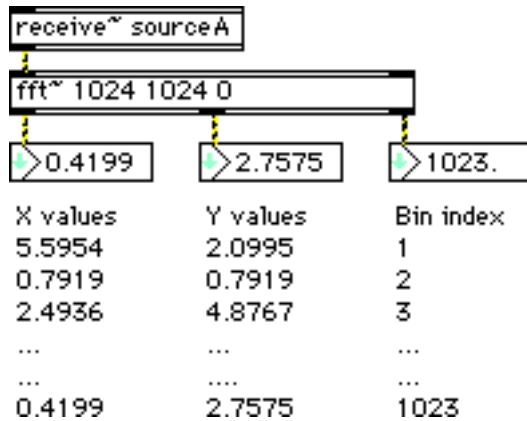 receive~ sourceA
fft~ 1024 1024 0
0.4199 2.7575 1023.
X values Y values Bin index
5.5954 2.0995 1
0.7919 0.7919 2
2.4936 4.8767 3
... ... ...
... .... ...
0.4199 2.7575 1023